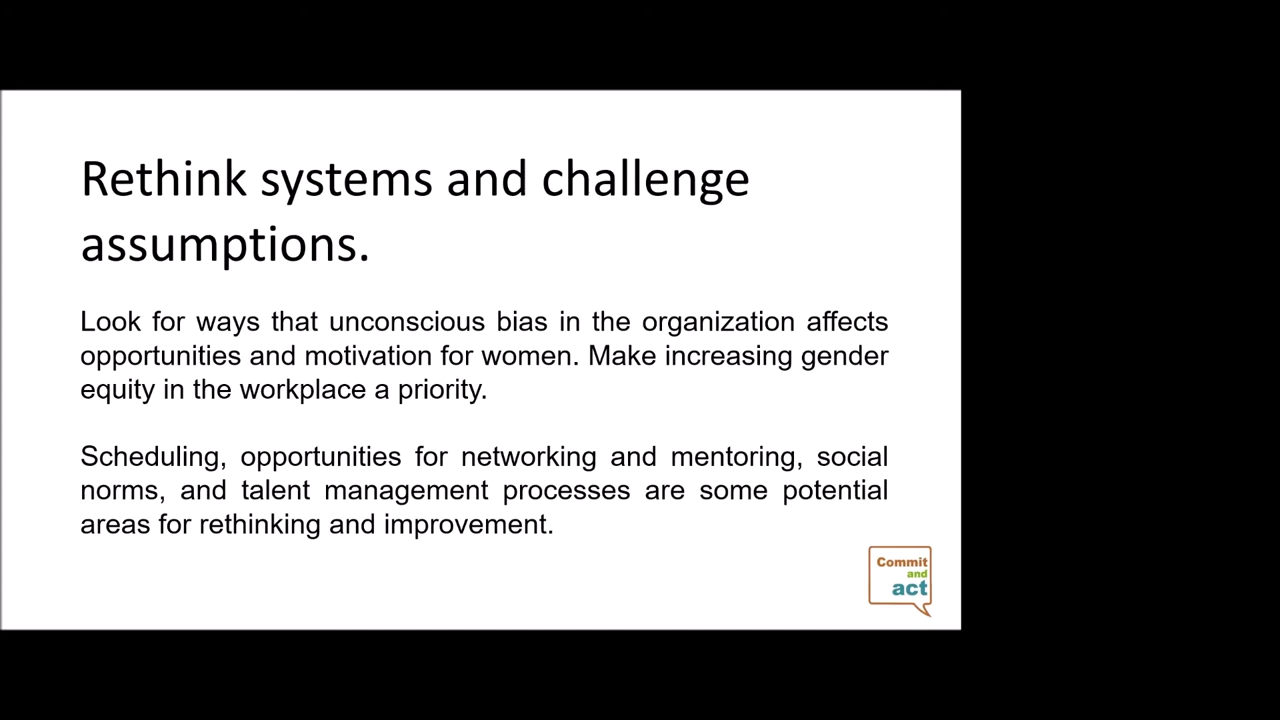 Rethink systems and challenge
assumptions.
Look for ways that unconscious bias in the organization affects
opportunities and motivation for women. Make increasing gender
equity in the workplace a priority.
Scheduling, opportunities for networking and mentoring, social
norms, and talent management processes are some potential
areas for rethinking and improvement.
Commit
and
act